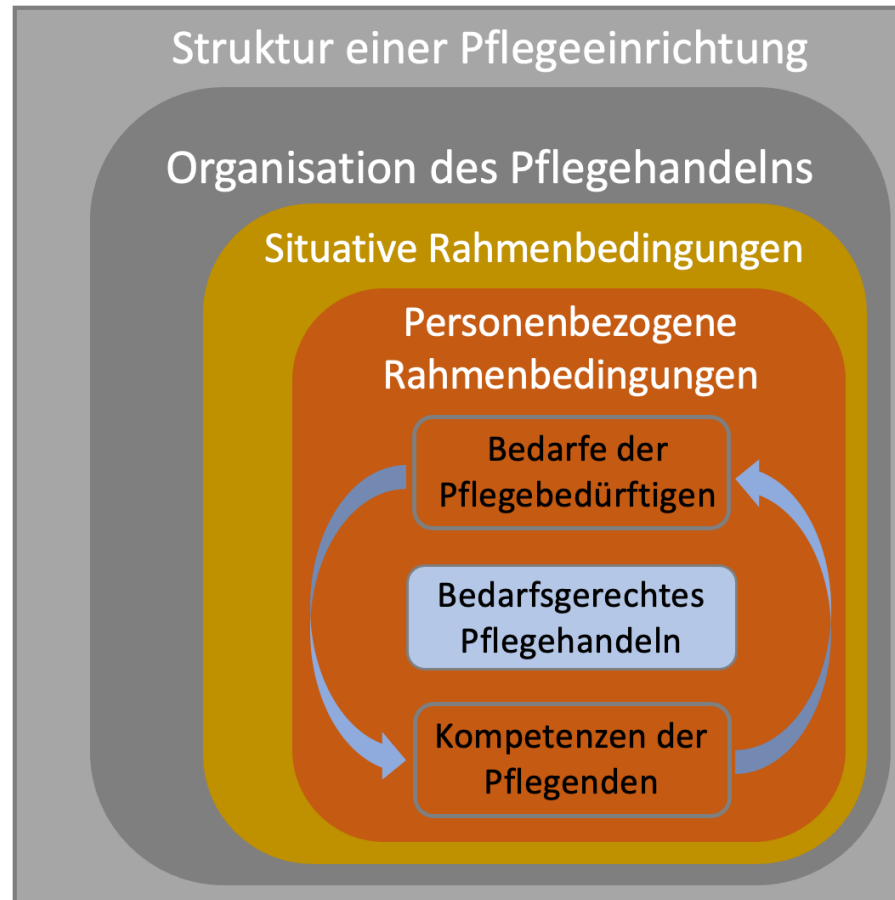 Struktur einer Pflegeeinrichtung
Organisation des Pflegehandelns
Situative Rahmenbedingungen
Personenbezogene
Rahmenbedingungen
Bedarfe der
Pflegebedürftigen
Bedarfsgerechtes
Pflegehandeln
Kompetenzen der
Pflegenden